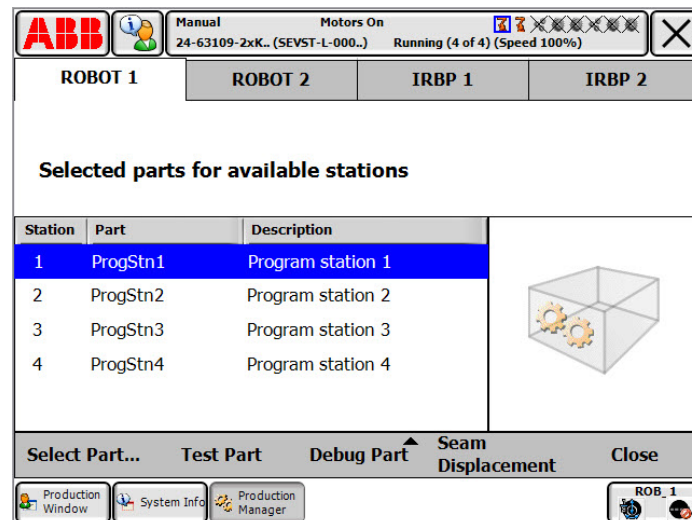 ABB
Manual Motors On
24-63109-2xK.. (SEVST-L-000..) Running (4 of 4) (Speed 100%)
ROBOT 1 ROBOT 2 IRBP 1 IRBP 2
Selected parts for available stations
Station Part Description
1 ProgStn1 Program station 1
2 ProgStn2 Program station 2
3 ProgStn3 Program station 3
4 ProgStn4 Program station 4
Select Part... Test Part Debug Part Seam Displacement Close
Production Window System Info Production Manager ROB_1